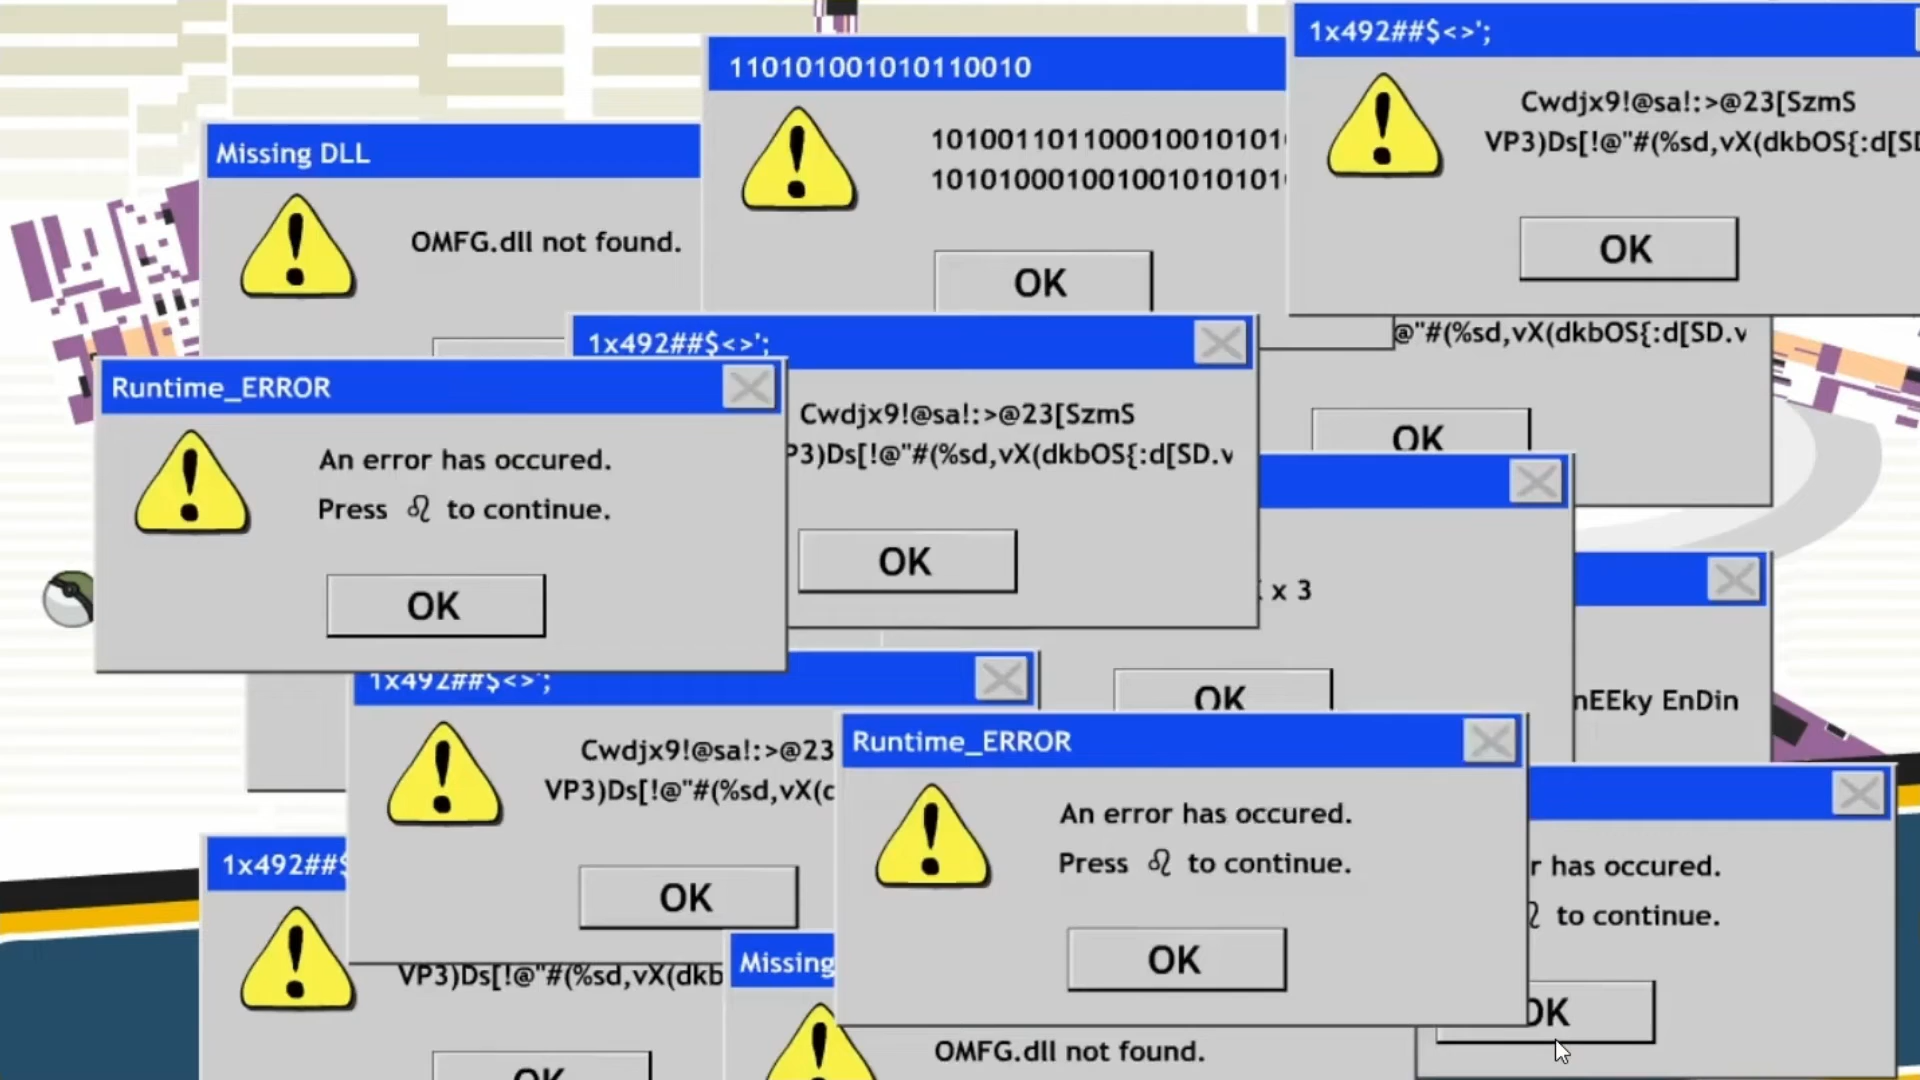 1x492##$<>';
Cwdjx9!@sa!:>@23[SzmS
VP3)Ds[!@"#(%sd,vX(dkbOS{:d[SD
OK
110101001010110010
1010011011000100101010
1010100010010010101010
OK
Missing DLL
OMFG.dll not found.
@"#(%sd,vX(dkbOS{:d[SD.v
OK
1x492##$<>';
Cwdjx9!@sa!:>@23[SzmS
P3)Ds[!@"#(%sd,vX(dkbOS{:d[SD.v
OK
Runtime_ERROR
An error has occured.
Press ♌ to continue.
OK
x 3
OK
nEEky EnDin
1x492##$<>';
Cwdjx9!@sa!:>@23
VP3)Ds[!@"#(%sd,vX(
OK
Runtime_ERROR
An error has occured.
Press ♌ to continue.
OK
r has occured.
to continue.
OK
1x492##$
VP3)Ds[!@"#(%sd,vX(dkb
OK
Missing
OMFG.dll not found.